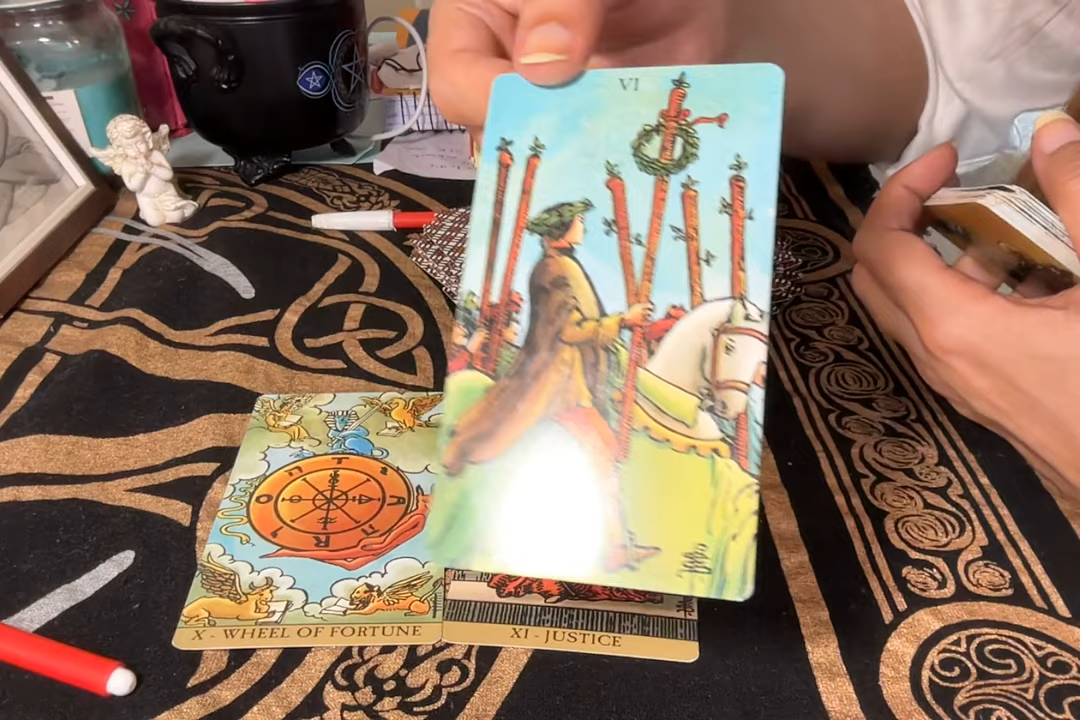 VI
X - WHEEL OF FORTUNE
XI - JUSTICE